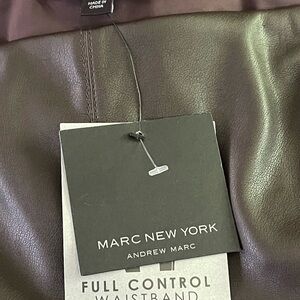 MADE IN
CHINA
MARC NEW YORK
ANDREW MARC
FULL CONTROL
WAISTBAND